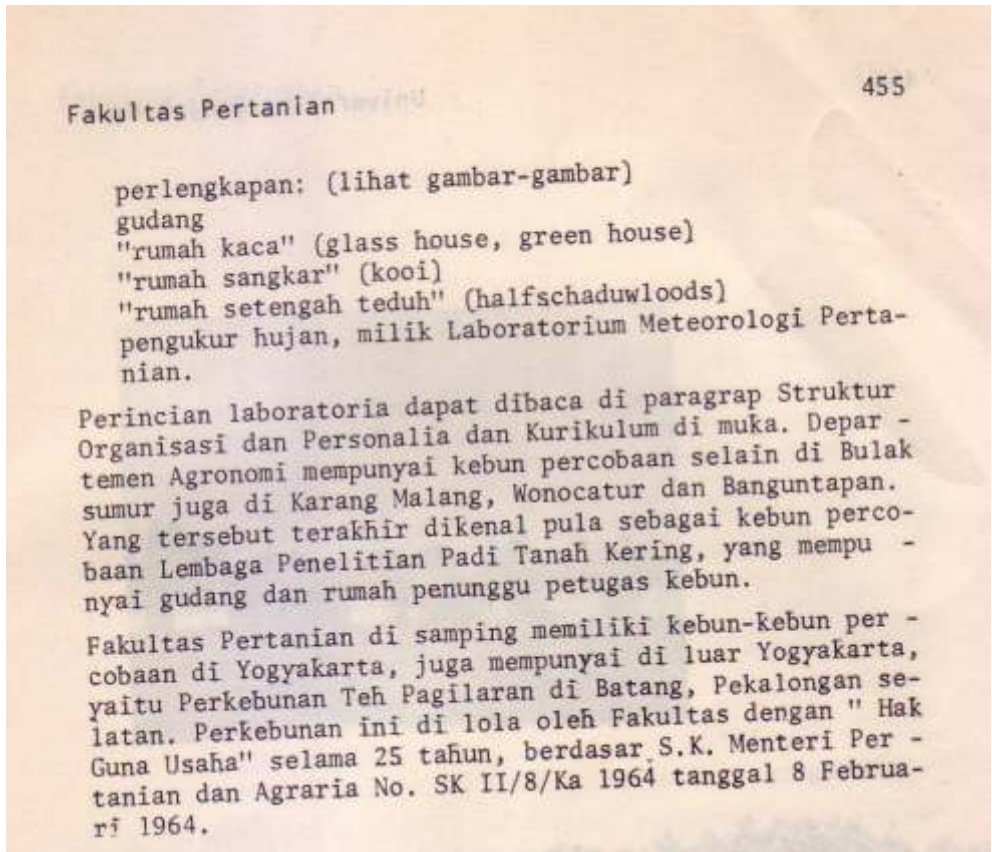 455
Fakultas Pertanian
perlengkapan: (lihat gambar-gambar)
gudang
"rumah kaca" (glass house, green house)
"rumah sangkar" (kooi)
"rumah setengah teduh" (halfschaduwloods)
pengukur hujan, milik Laboratorium Meteorologi Perta-
nian.
Perincian laboratoria dapat dibaca di paragrap Struktur
Organisasi dan Personalia dan Kurikulum di muka. Depar -
temen Agronomi mempunyai kebun percobaan selain di Bulak
sumur juga di Karang Malang, Wonocatur dan Banguntapan.
Yang tersebut terakhir dikenal pula sebagai kebun perco-
baan Lembaga Penelitian Padi Tanah Kering, yang mempu -
nyai gudang dan rumah penunggu petugas kebun.
Fakultas Pertanian di samping memiliki kebun-kebun per -
cobaan di Yogyakarta, juga mempunyai di luar Yogyakarta,
yaitu Perkebunan Teh Pagilaran di Batang, Pekalongan se-
latan. Perkebunan ini di lola oleh Fakultas dengan " Hak
Guna Usaha" selama 25 tahun, berdasar S.K. Menteri Per -
tanian dan Agraria No. SK II/8/Ka 1964 tanggal 8 Februa-
ri 1964.